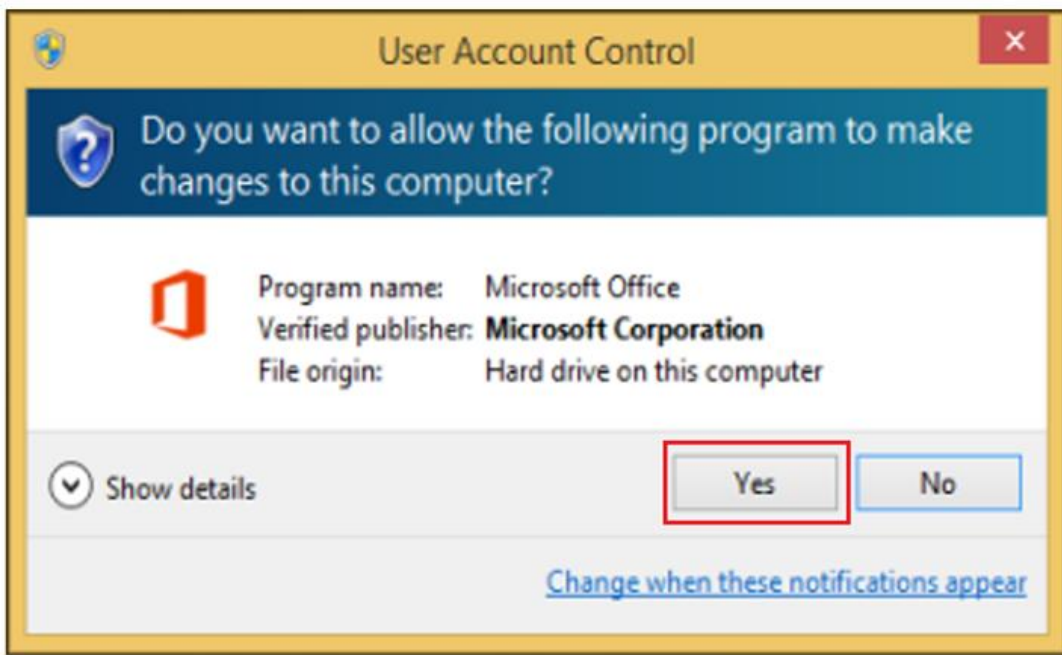 User Account Control
Do you want to allow the following program to make
changes to this computer?
Program name: Microsoft Office
Verified publisher: Microsoft Corporation
File origin: Hard drive on this computer
Show details
Yes
No
Change when these notifications appear